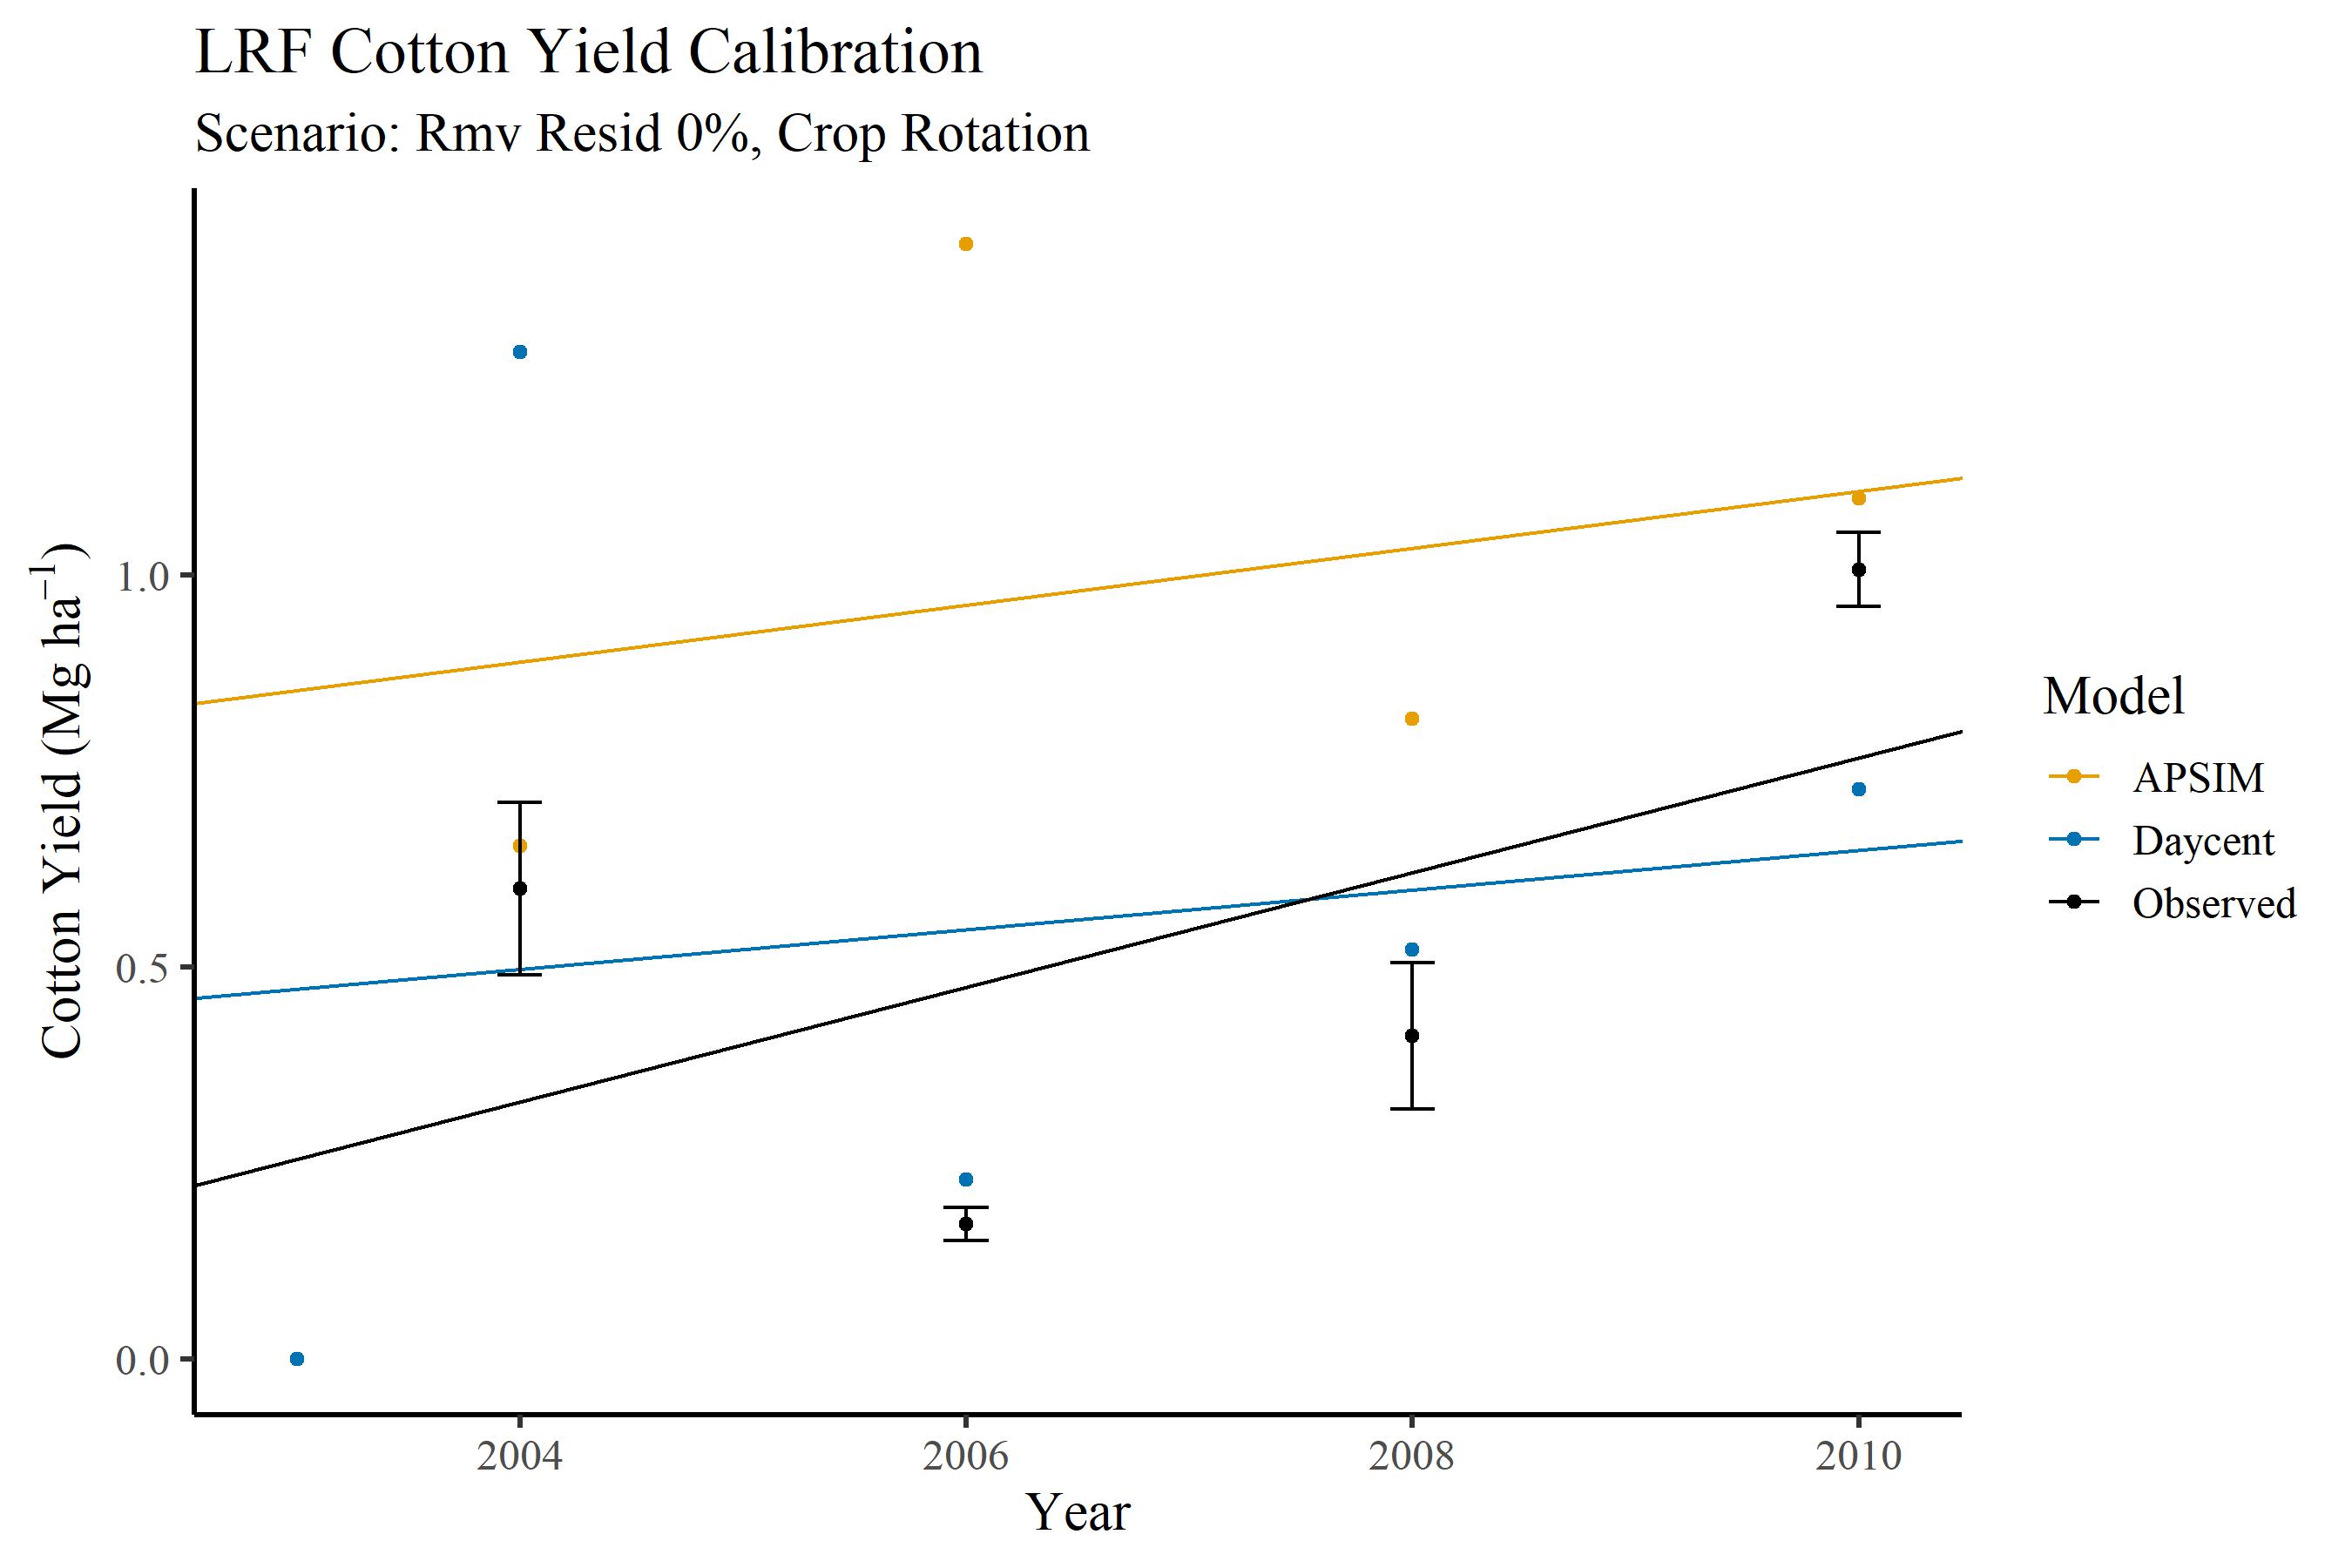 LRF Cotton Yield Calibration
Scenario: Rmv Resid 0%, Crop Rotation
Cotton Yield (Mg ha⁻¹)
1.0
0.5
0.0
2004 2006 2008 2010
Year
Model
APSIM
Daycent
Observed